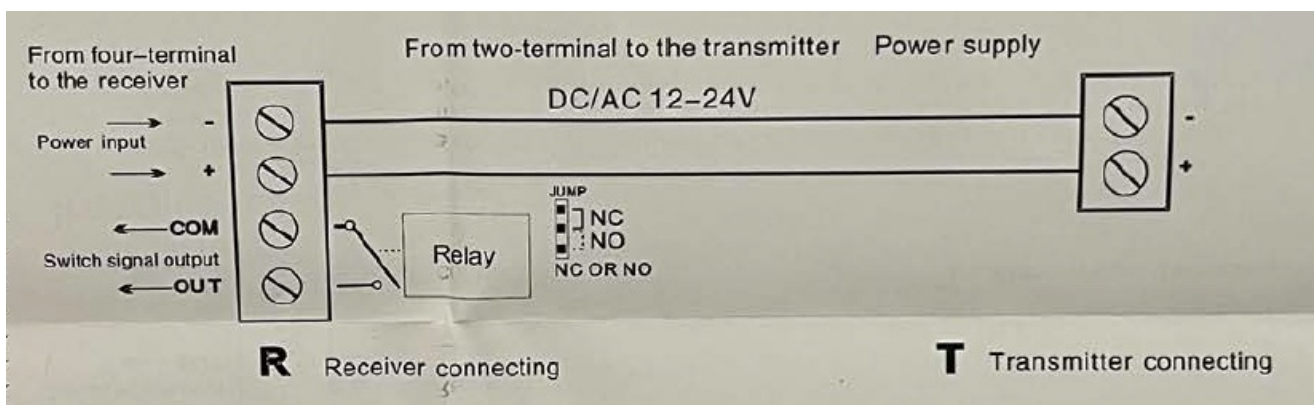 From four-terminal
to the receiver
From two-terminal to the transmitter Power supply
DC/AC 12-24V
-
Power input
+
-
+
COM
Switch signal output
OUT
Relay
JUMP
NC
NO
NC OR NO
R Receiver connecting
T Transmitter connecting